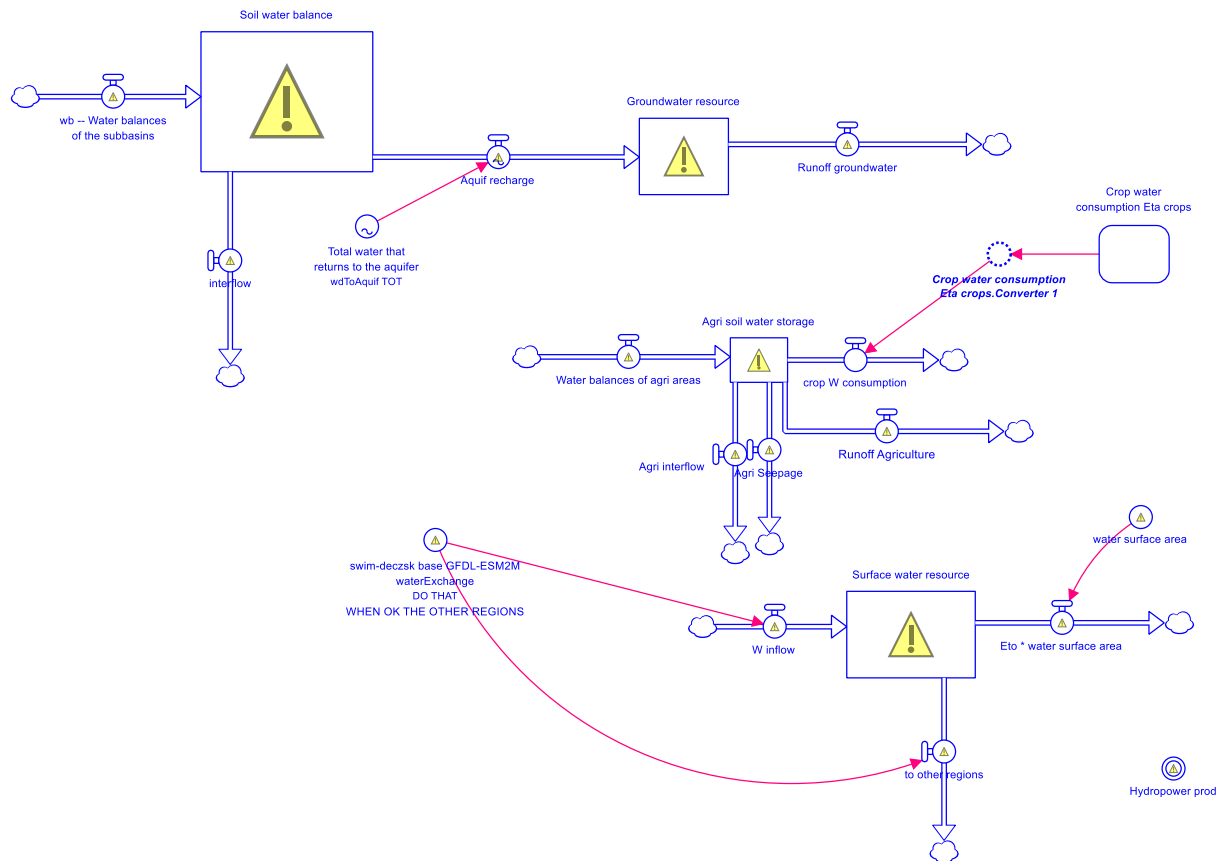 Soil water balance
wb -- Water balances
of the subbasins
Groundwater resource
Aquif recharge
Runoff groundwater
Crop water
consumption Eta crops
Total water that
returns to the aquifer
wdToAquif TOT
interflow
Crop water consumption
Eta crops.Converter 1
Agri soil water storage
Water balances of agri areas
crop W consumption
Runoff Agriculture
Agri interflow
Agri Seepage
water surface area
swim-deczsk base GFDL-ESM2M
waterExchange
DO THAT
WHEN OK THE OTHER REGIONS
Surface water resource
W inflow
Eto * water surface area
to other regions
Hydropower prod